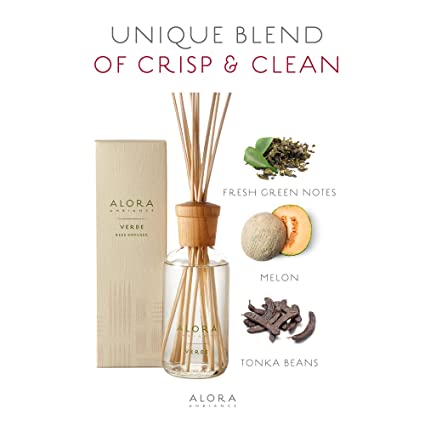 UNIQUE BLEND
OF CRISP & CLEAN
ALORA
AMBIANCE
VERDE
REED DIFFUSER
ALORA
VERDE
FRESH GREEN NOTES
MELON
TONKA BEANS
ALORA
AMBIANCE